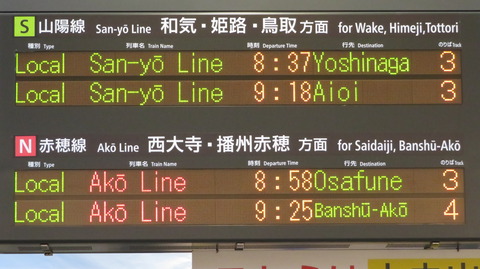 S 山陽線 San-yō Line 和気・姫路・鳥取 方面 for Wake, Himeji,Tottori
種別 Type 列車名 Train Name 時刻 Departure Time 行先 Destination のりば Track
Local San-yō Line 8:37 Yoshinaga 3
Local San-yō Line 9:18 Aioi 3
N 赤穂線 Akō Line 西大寺・播州赤穂 方面 for Saidaiji, Banshū-Akō
種別 Type 列車名 Train Name 時刻 Departure Time 行先 Destination のりば Track
Local Akō Line 8:58 Osafune 3
Local Akō Line 9:25 Banshū-Akō 4